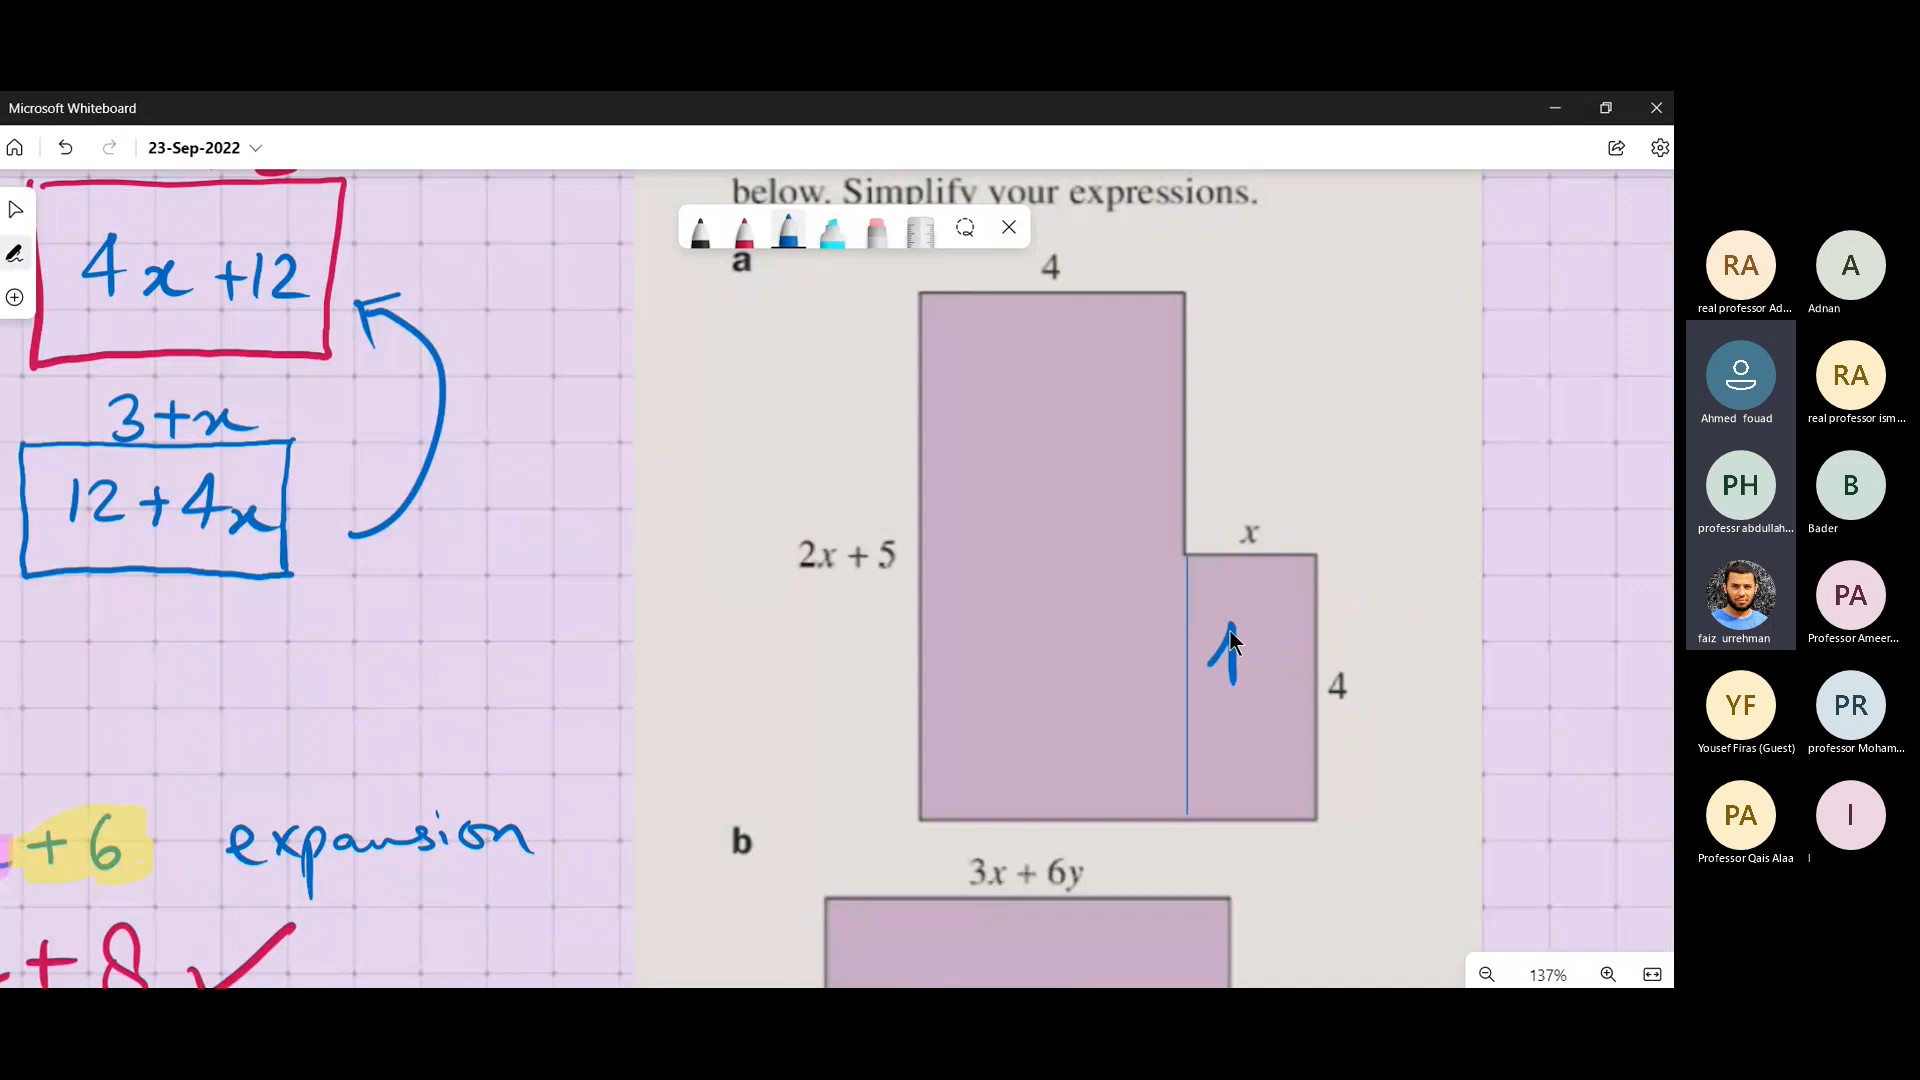 Microsoft Whiteboard
23-Sep-2022
below. Simplify your expressions.
4x +12
3+x
12+4x
a
4
2x + 5
x
1
4
+ 6
expansion
+ 8
b
3x + 6y
137%
RA
real professor Ad...
A
Adnan
Ahmed fouad
RA
real professor ism...
PH
professr abdullah...
B
Bader
faiz urrehman
PA
Professor Ameer...
YF
Yousef Firas (Guest)
PR
professor Moham...
PA
Professor Qais Alaa
I
l